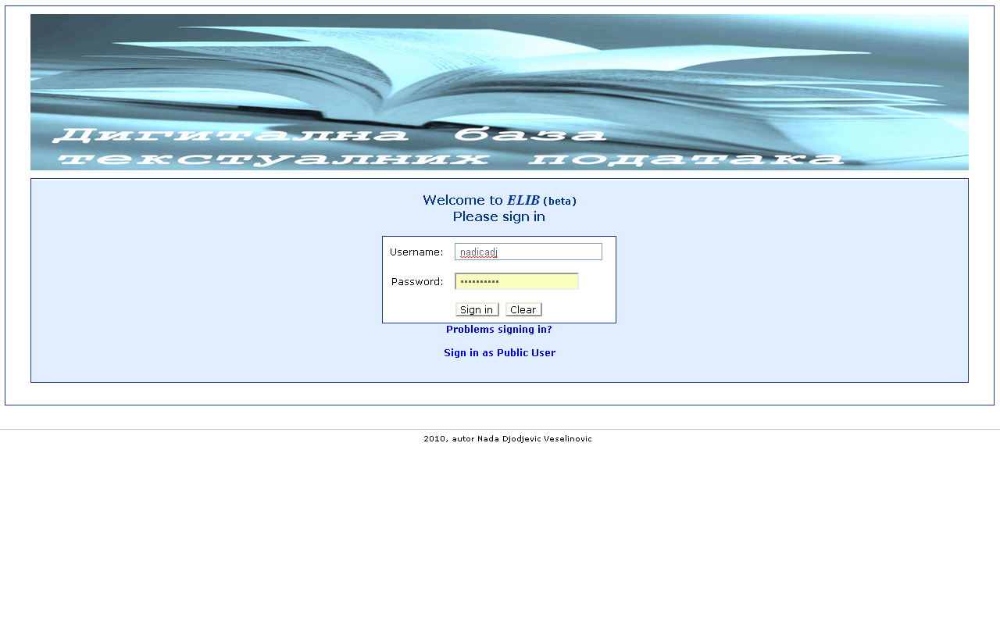 Дигитална база
текстуалних података
Welcome to ELIB (beta)
Please sign in
Username: nadicadj
Password: ••••••••••
Sign in Clear
Problems signing in?
Sign in as Public User
2010, autor Nada Djodjevic Veselinovic